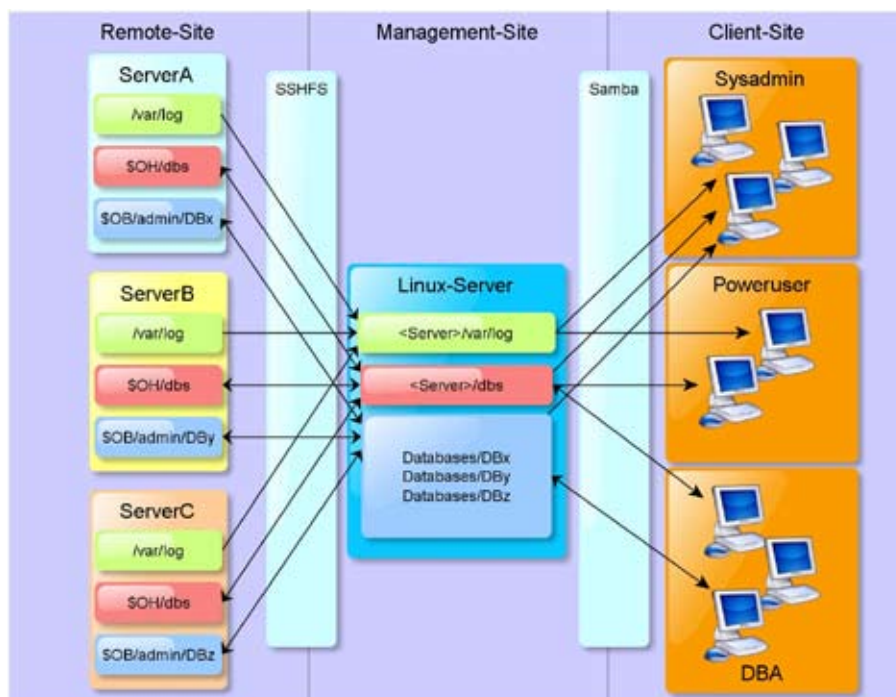 Remote-Site
Management-Site
Client-Site
ServerA
/var/log
$OH/dbs
$OB/admin/DBx
ServerB
/var/log
$OH/dbs
$OB/admin/DBy
ServerC
/var/log
$OH/dbs
$OB/admin/DBz
SSHFS
Linux-Server
<Server>/var/log
<Server>/dbs
Databases/DBx
Databases/DBy
Databases/DBz
Samba
Sysadmin
Poweruser
DBA